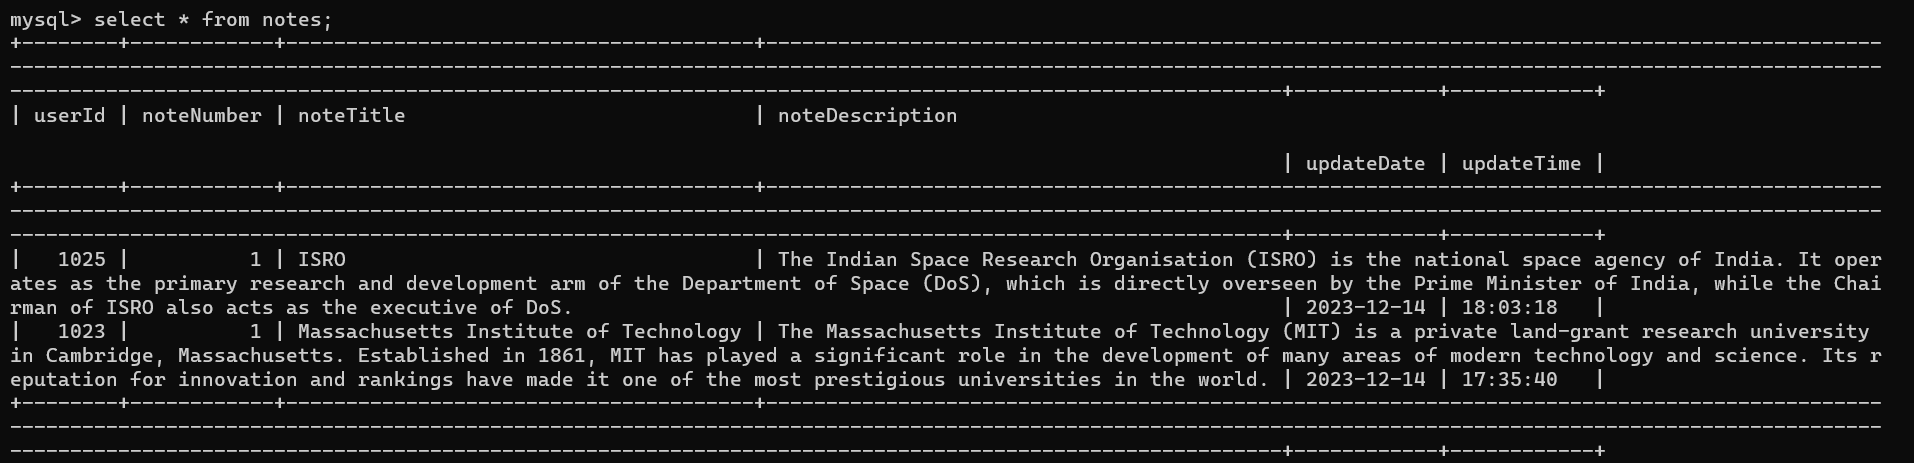 mysql> select * from notes;
| userId | noteNumber | noteTitle | noteDescription
| updateDate | updateTime |
| 1025 | 1 | ISRO | The Indian Space Research Organisation (ISRO) is the national space agency of India. It oper
ates as the primary research and development arm of the Department of Space (DoS), which is directly overseen by the Prime Minister of India, while the Chai
rman of ISRO also acts as the executive of DoS. | 2023-12-14 | 18:03:18 |
| 1023 | 1 | Massachusetts Institute of Technology | The Massachusetts Institute of Technology (MIT) is a private land-grant research university
in Cambridge, Massachusetts. Established in 1861, MIT has played a significant role in the development of many areas of modern technology and science. Its r
eputation for innovation and rankings have made it one of the most prestigious universities in the world. | 2023-12-14 | 17:35:40 |